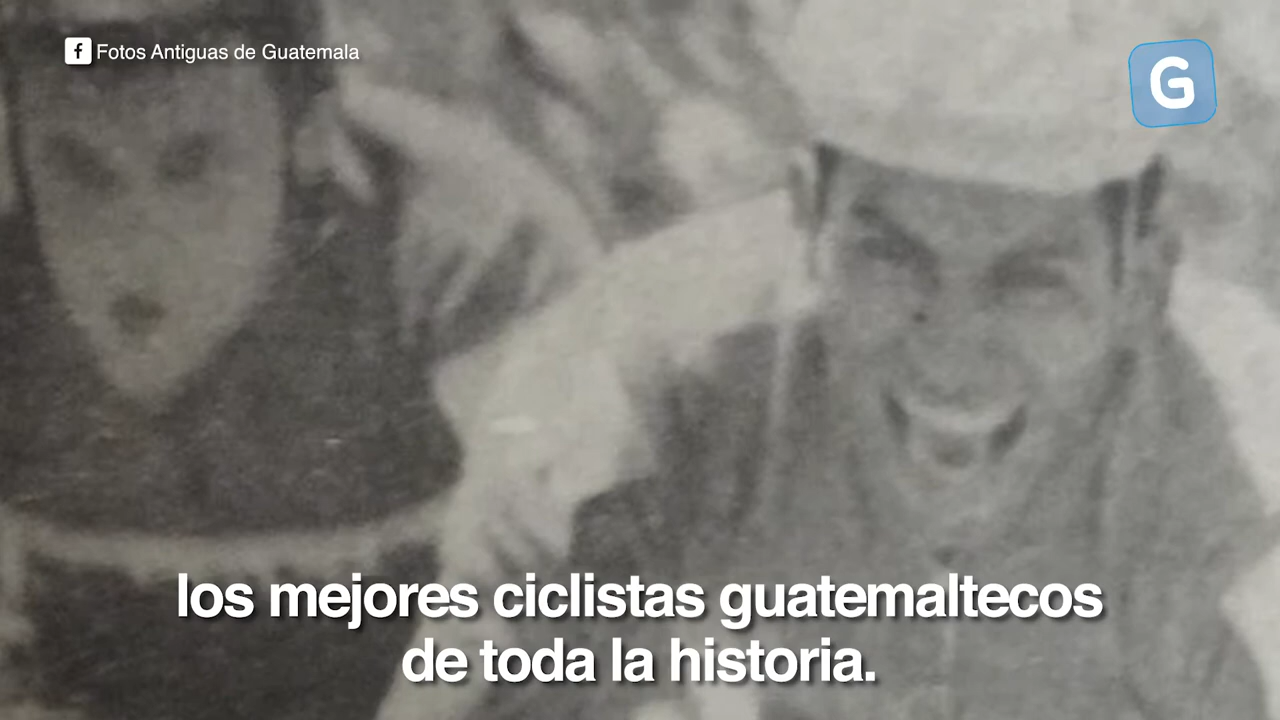 Fotos Antiguas de Guatemala
G
los mejores ciclistas guatemaltecos
de toda la historia.